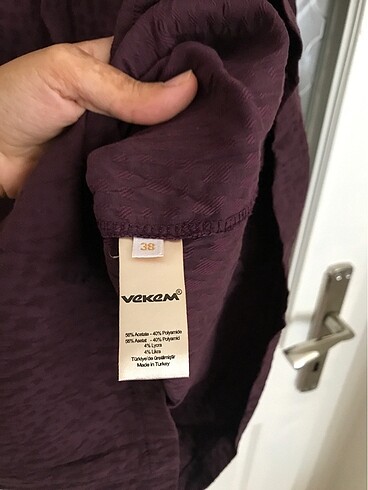 38
VEKEM®
56% Acetate - 40% Polyamide
56% Asetat - 40% Polyamid
4% Lycra
4% Likra
Türkiye'de Üretilmiştir
Made in Turkey